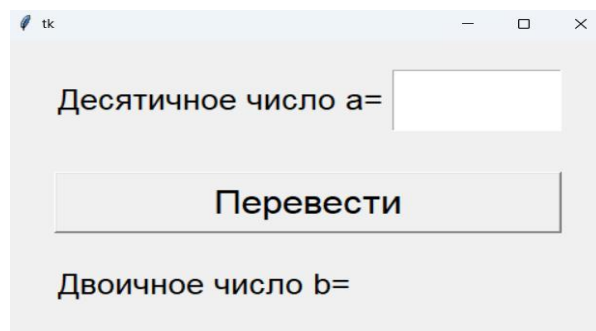 tk
Десятичное число a=
Перевести
Двоичное число b=